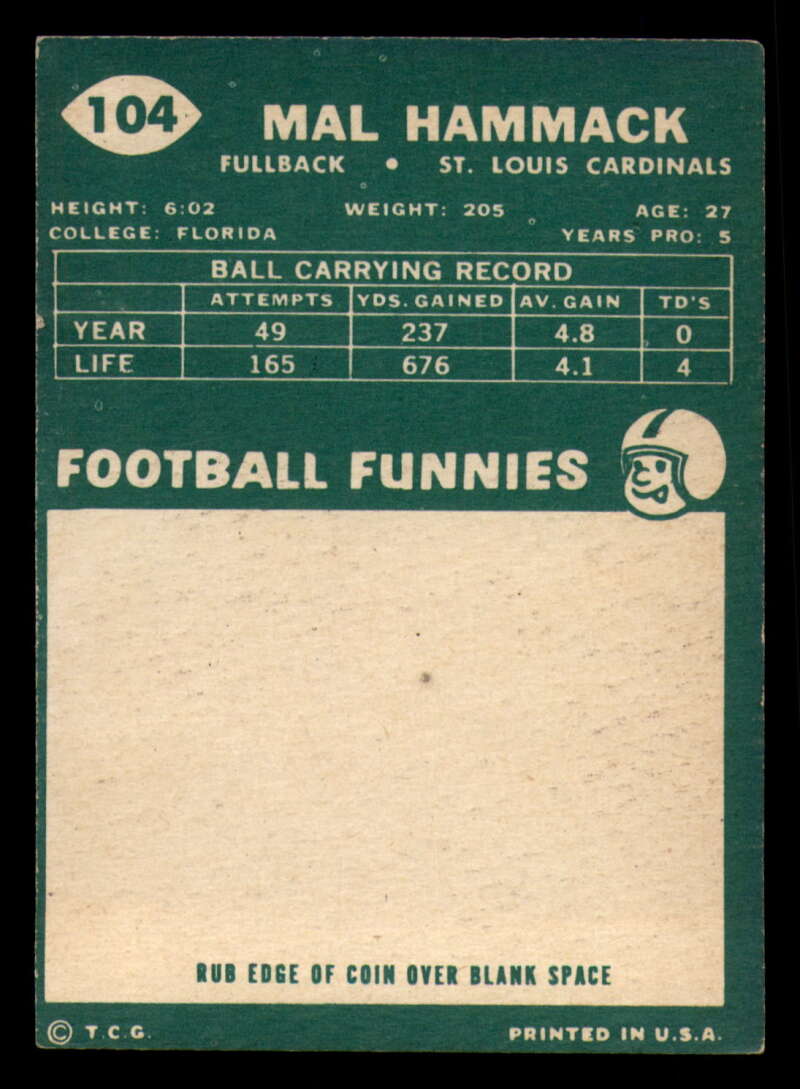 104
MAL HAMMACK
FULLBACK • ST. LOUIS CARDINALS
HEIGHT: 6:02 WEIGHT: 205 AGE: 27
COLLEGE: FLORIDA YEARS PRO: 5
BALL CARRYING RECORD
ATTEMPTS YDS. GAINED AV. GAIN TD'S
YEAR 49 237 4.8 0
LIFE 165 676 4.1 4
FOOTBALL FUNNIES
RUB EDGE OF COIN OVER BLANK SPACE
© T.C.G. PRINTED IN U.S.A.